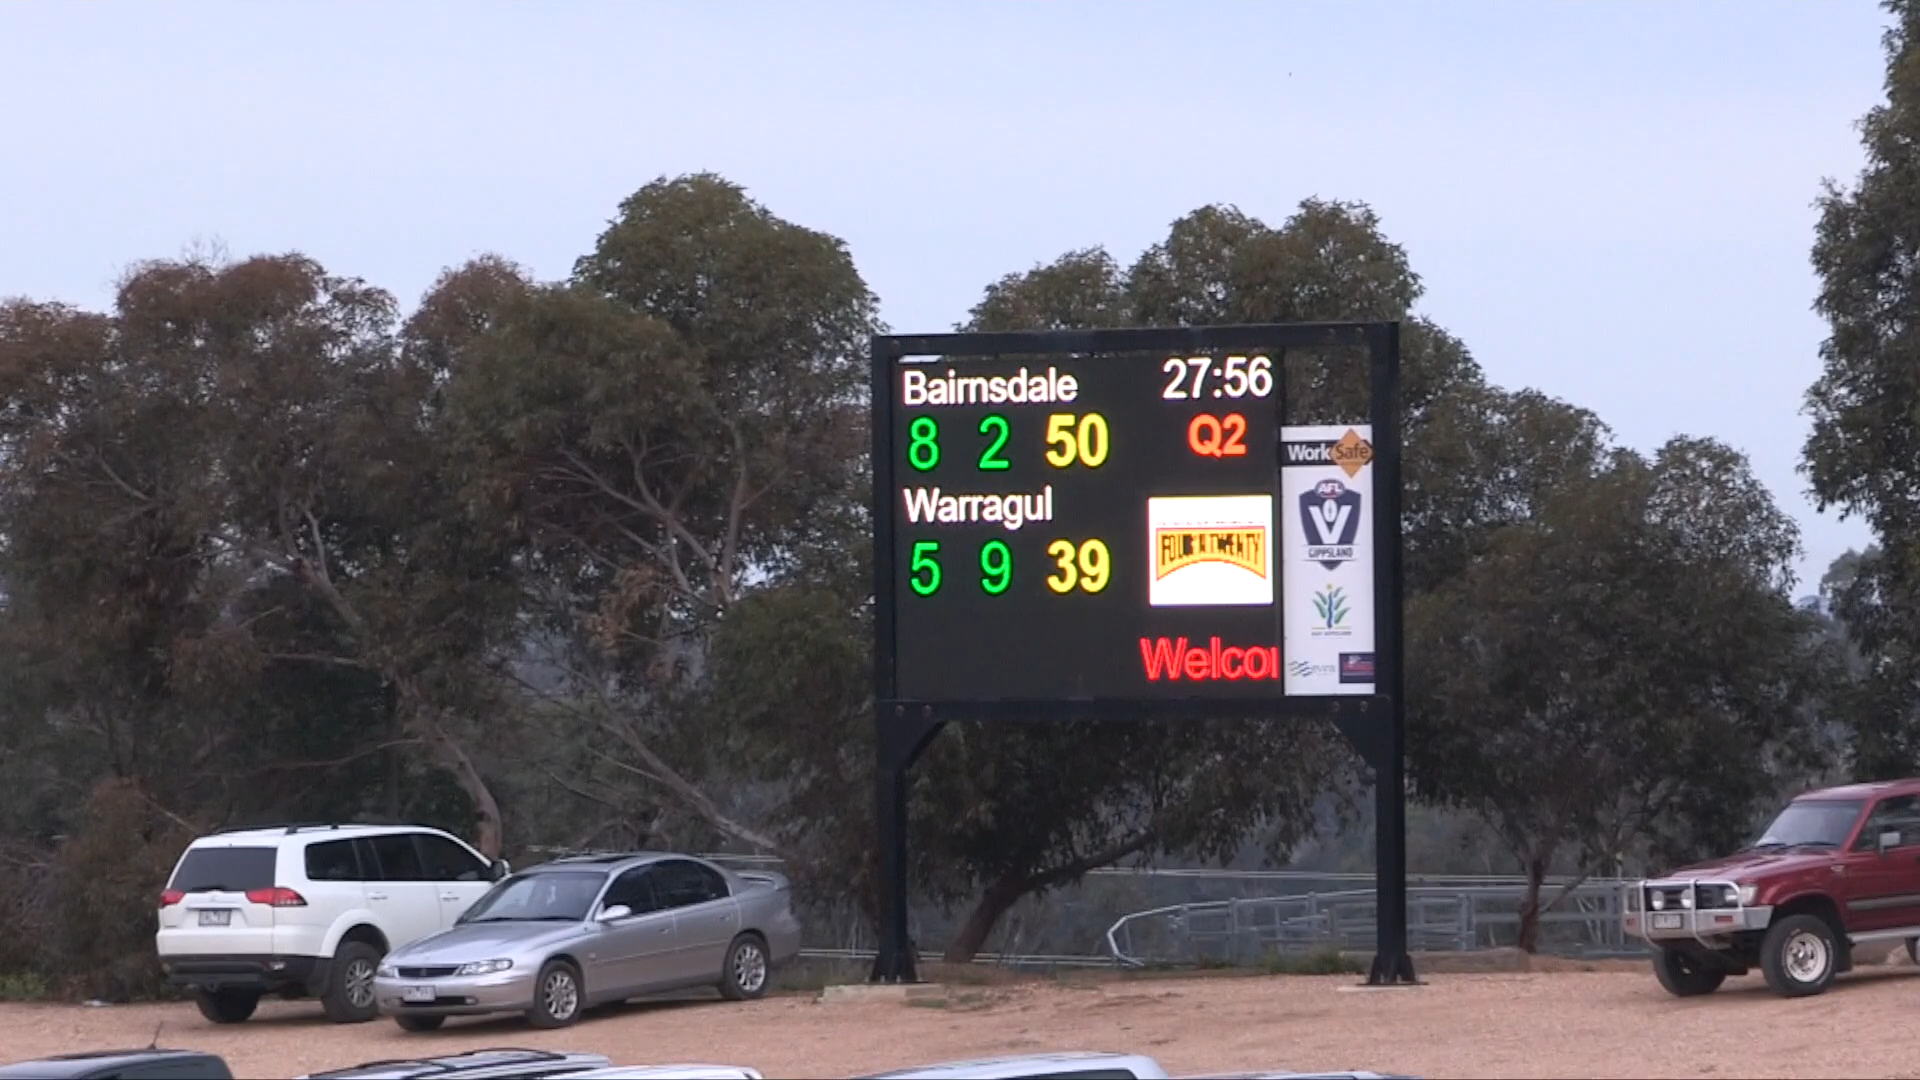 Bairnsdale 27:56
8 2 50 Q2
Warragul
5 9 39
FOUR'N TWENTY
Welco
WorkSafe
AFL
V
GIPPSLAND